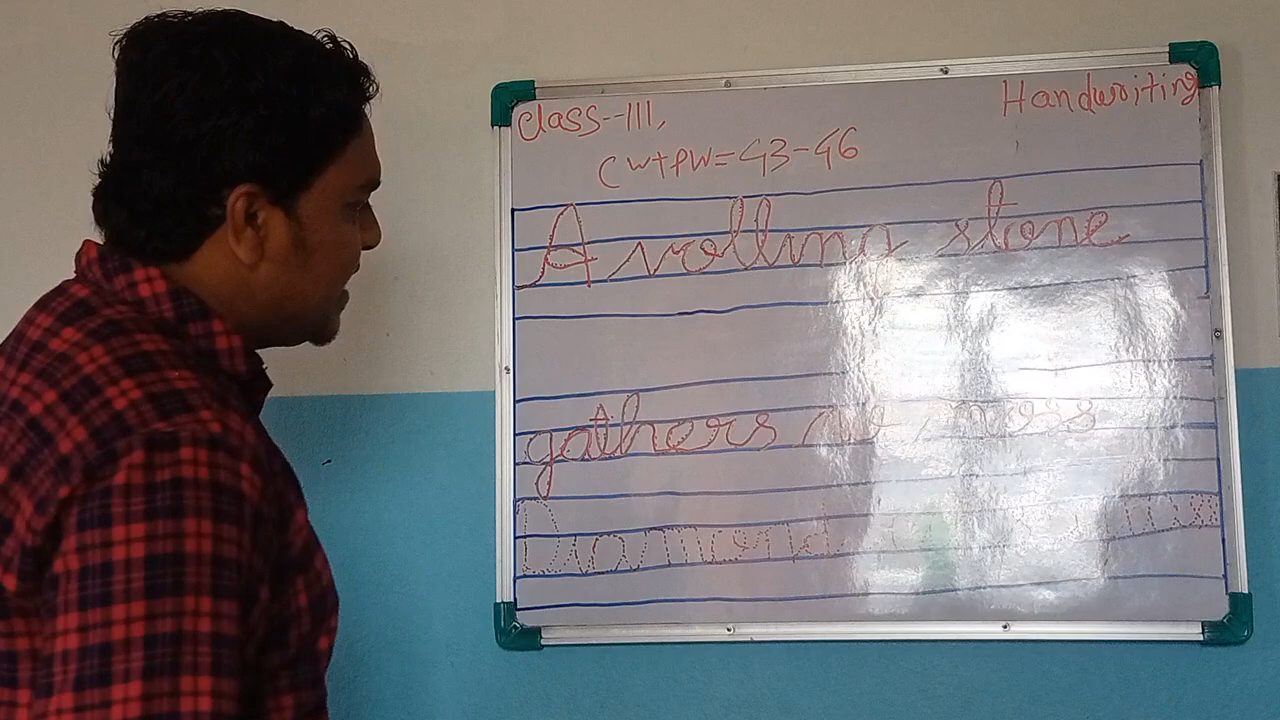 Class--III,
Handwriting
CW+PW=43-46
A rolling stone
gathers no moss
Diamond